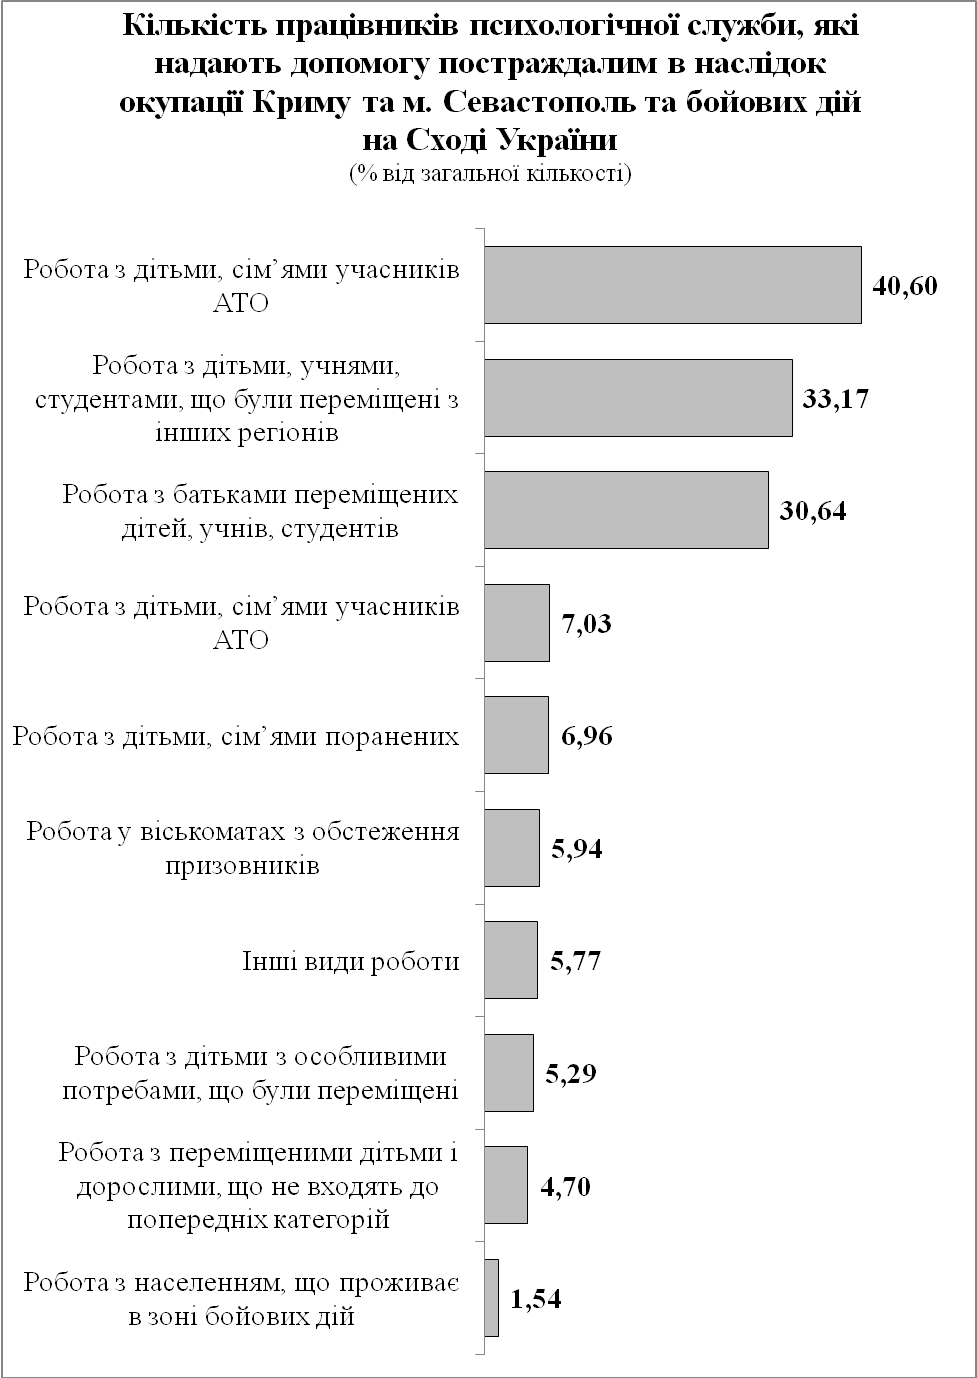 Кількість працівників психологічної служби, які
надають допомогу постраждалим в наслідок
окупації Криму та м. Севастополь та бойових дій
на Сході України
(% від загальної кількості)
Робота з дітьми, сім’ями учасників
АТО
40,60
Робота з дітьми, учнями,
студентами, що були переміщені з
інших регіонів
33,17
Робота з батьками переміщених
дітей, учнів, студентів
30,64
Робота з дітьми, сім’ями учасників
АТО
7,03
Робота з дітьми, сім’ями поранених
6,96
Робота у віськоматах з обстеження
призовників
5,94
Інші види роботи
5,77
Робота з дітьми з особливими
потребами, що були переміщені
5,29
Робота з переміщеними дітьми і
дорослими, що не входять до
попередніх категорій
4,70
Робота з населенням, що проживає
в зоні бойових дій
1,54